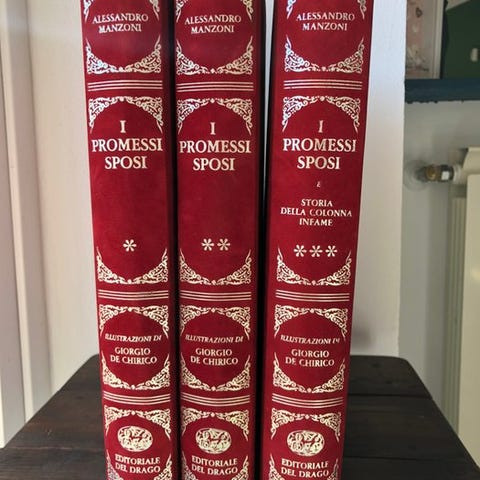 ALESSANDRO
MANZONI
I
PROMESSI
SPOSI
*
ILLUSTRAZIONI DI
GIORGIO
DE CHIRICO
EDITORIALE
DEL DRAGO
ALESSANDRO
MANZONI
I
PROMESSI
SPOSI
**
ILLUSTRAZIONI DI
GIORGIO
DE CHIRICO
EDITORIALE
DEL DRAGO
ALESSANDRO
MANZONI
I
PROMESSI
SPOSI
E
STORIA
DELLA COLONNA
INFAME
***
ILLUSTRAZIONI DI
GIORGIO
DE CHIRICO
EDITORIALE
DEL DRAGO